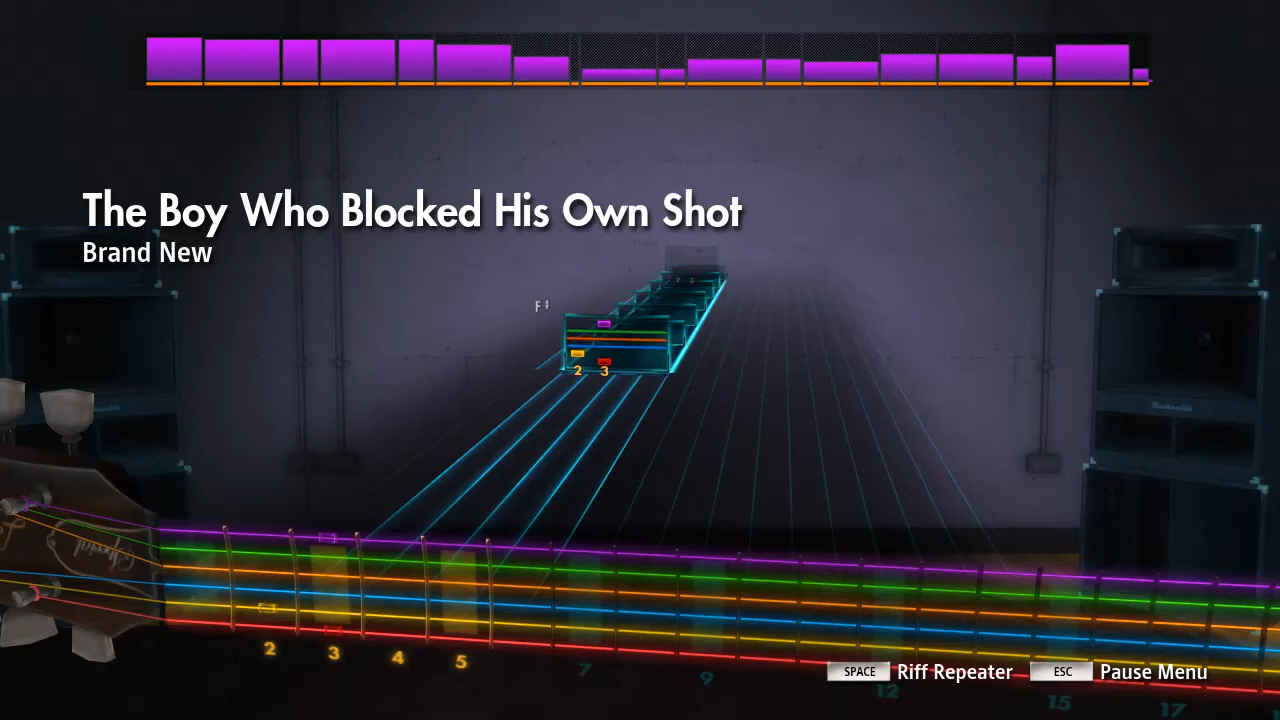 The Boy Who Blocked His Own Shot
Brand New
F#
2 3
2 3 4 5 7 9 12 15 17
SPACE Riff Repeater ESC Pause Menu